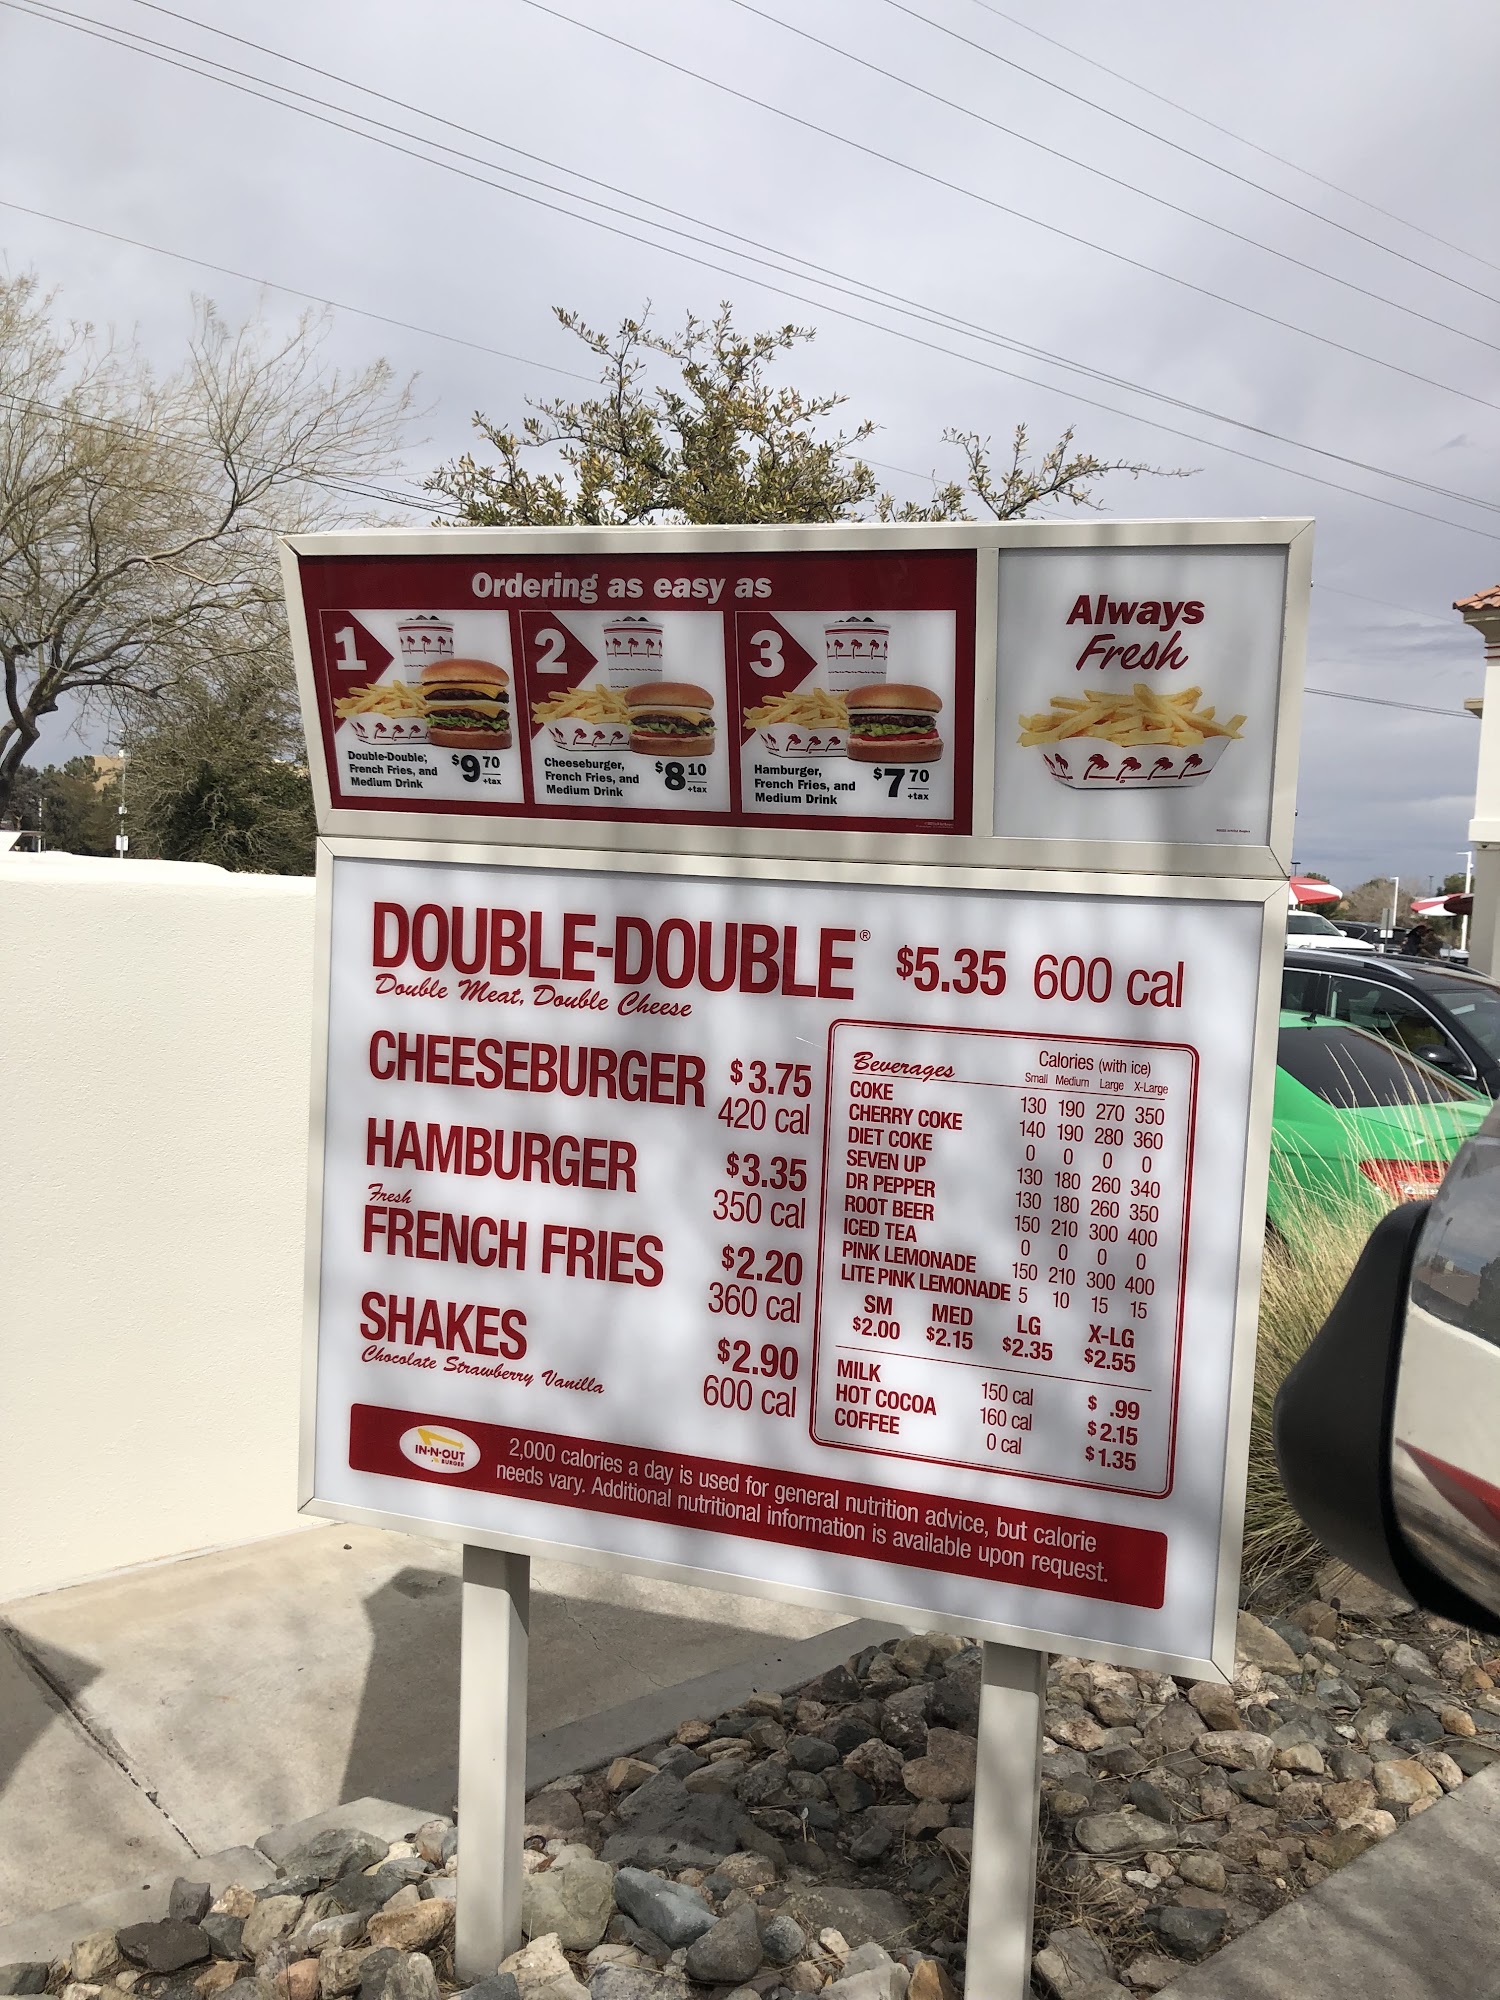 Ordering as easy as
1
Double-Double®,
French Fries, and
Medium Drink
$9 70
+tax
2
Cheeseburger,
French Fries, and
Medium Drink
$8 10
+tax
3
Hamburger,
French Fries, and
Medium Drink
$7 70
+tax
Always
Fresh
DOUBLE-DOUBLE® $5.35 600 cal
Double Meat, Double Cheese
CHEESEBURGER $3.75
420 cal
HAMBURGER $3.35
350 cal
Fresh
FRENCH FRIES $2.20
360 cal
SHAKES $2.90
Chocolate Strawberry Vanilla 600 cal
Beverages Calories (with ice)
Small Medium Large X-Large
COKE 130 190 270 350
CHERRY COKE 140 190 280 360
DIET COKE 0 0 0 0
SEVEN UP 130 180 260 340
DR PEPPER 130 180 260 350
ROOT BEER 150 210 300 400
ICED TEA 0 0 0 0
PINK LEMONADE 150 210 300 400
LITE PINK LEMONADE 5 10 15 15
SM MED LG X-LG
$2.00 $2.15 $2.35 $2.55
MILK 150 cal $ .99
HOT COCOA 160 cal $2.15
COFFEE 0 cal $1.35
IN-N-OUT
BURGER
2,000 calories a day is used for general nutrition advice, but calorie
needs vary. Additional nutritional information is available upon request.